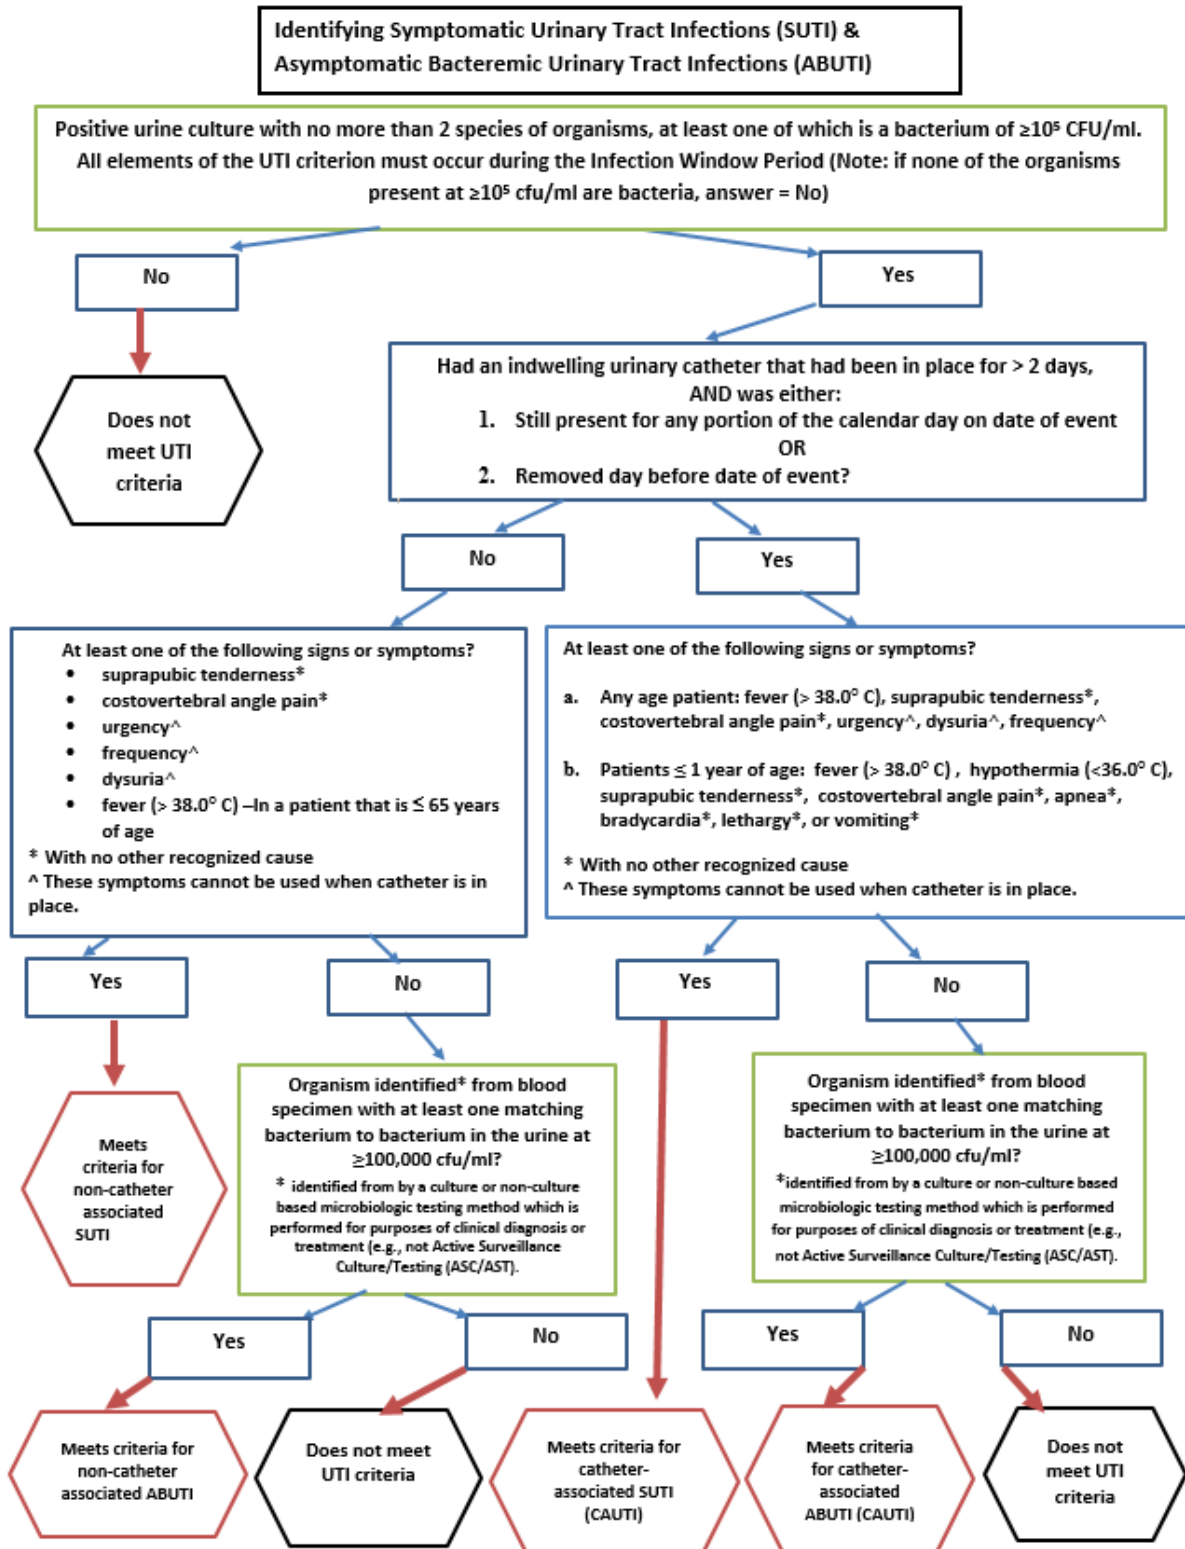 Identifying Symptomatic Urinary Tract Infections (SUTI) &
Asymptomatic Bacteremic Urinary Tract Infections (ABUTI)
Positive urine culture with no more than 2 species of organisms, at least one of which is a bacterium of ≥10⁵ CFU/ml.
All elements of the UTI criterion must occur during the Infection Window Period (Note: if none of the organisms
present at ≥10⁵ cfu/ml are bacteria, answer = No)
No
Yes
Does not
meet UTI
criteria
Had an indwelling urinary catheter that had been in place for > 2 days,
AND was either:
1. Still present for any portion of the calendar day on date of event
OR
2. Removed day before date of event?
No
Yes
At least one of the following signs or symptoms?
• suprapubic tenderness*
• costovertebral angle pain*
• urgency^
• frequency^
• dysuria^
• fever (> 38.0° C) –In a patient that is ≤ 65 years
of age
* With no other recognized cause
^ These symptoms cannot be used when catheter is in
place.
At least one of the following signs or symptoms?
a. Any age patient: fever (> 38.0° C), suprapubic tenderness*,
costovertebral angle pain*, urgency^, dysuria^, frequency^
b. Patients ≤ 1 year of age: fever (> 38.0° C) , hypothermia (<36.0° C),
suprapubic tenderness*, costovertebral angle pain*, apnea*,
bradycardia*, lethargy*, or vomiting*
* With no other recognized cause
^ These symptoms cannot be used when catheter is in place.
Yes
No
Yes
No
Meets
criteria for
non-catheter
associated
SUTI
Organism identified* from blood
specimen with at least one matching
bacterium to bacterium in the urine at
≥100,000 cfu/ml?
* identified from by a culture or non-culture
based microbiologic testing method which is
performed for purposes of clinical diagnosis or
treatment (e.g., not Active Surveillance
Culture/Testing (ASC/AST).
Organism identified* from blood
specimen with at least one matching
bacterium to bacterium in the urine at
≥100,000 cfu/ml?
*identified from by a culture or non-culture based
microbiologic testing method which is performed
for purposes of clinical diagnosis or treatment (e.g.,
not Active Surveillance Culture/Testing (ASC/AST).
Yes
No
Yes
No
Meets criteria for
non-catheter
associated ABUTI
Does not meet
UTI criteria
Meets criteria for
catheter-
associated SUTI
(CAUTI)
Meets criteria
for catheter-
associated
ABUTI (CAUTI)
Does not
meet UTI
criteria